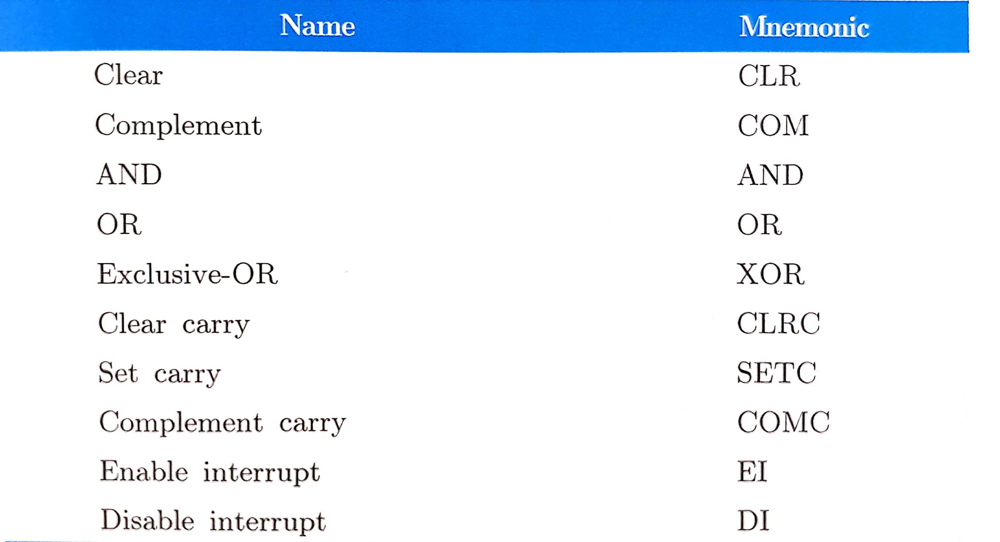 Name Mnemonic
Clear CLR
Complement COM
AND AND
OR OR
Exclusive-OR XOR
Clear carry CLRC
Set carry SETC
Complement carry COMC
Enable interrupt EI
Disable interrupt DI